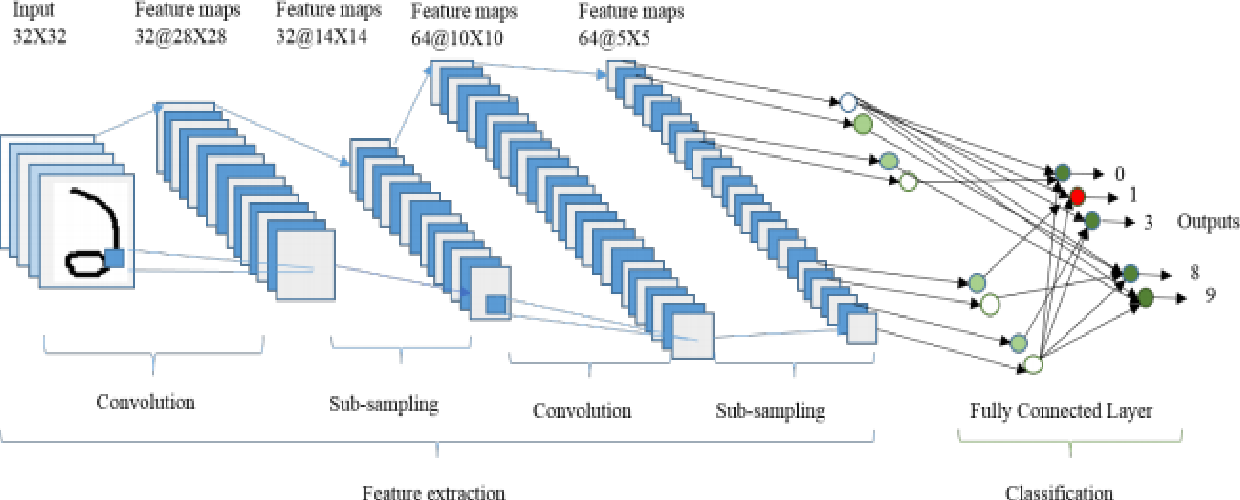 Input
32X32
Feature maps
32@28X28
Feature maps
32@14X14
Feature maps
64@10X10
Feature maps
64@5X5
0
1
3
Outputs
8
9
Convolution
Sub-sampling
Convolution
Sub-sampling
Fully Connected Layer
Feature extraction
Classification